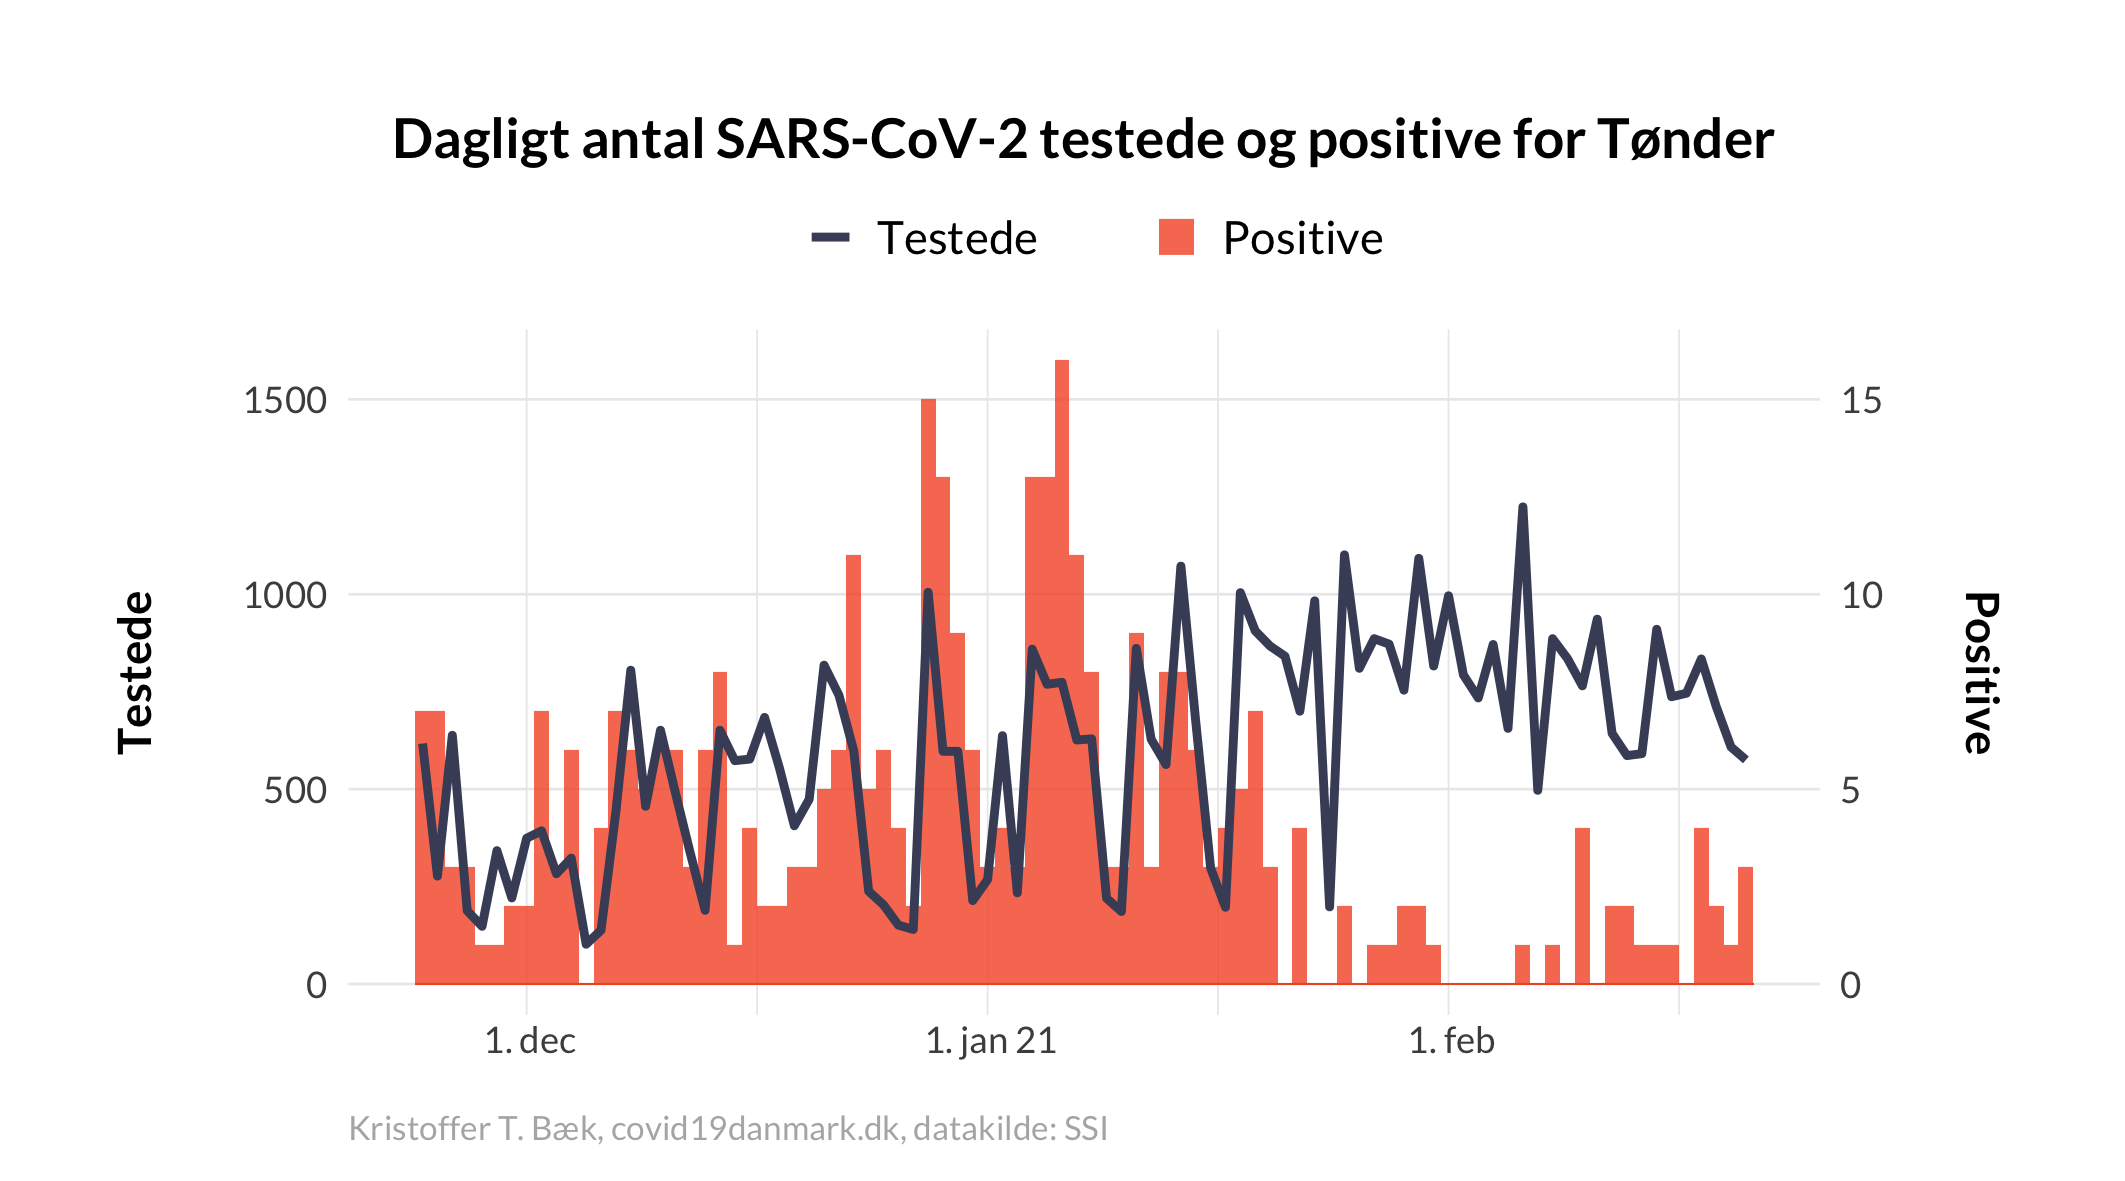 Dagligt antal SARS-CoV-2 testede og positive for Tønder
Testede
Positive
1500
1000
500
0
Testede
15
10
5
0
Positive
1. dec
1. jan 21
1. feb
Kristoffer T. Bæk, covid19danmark.dk, datakilde: SSI